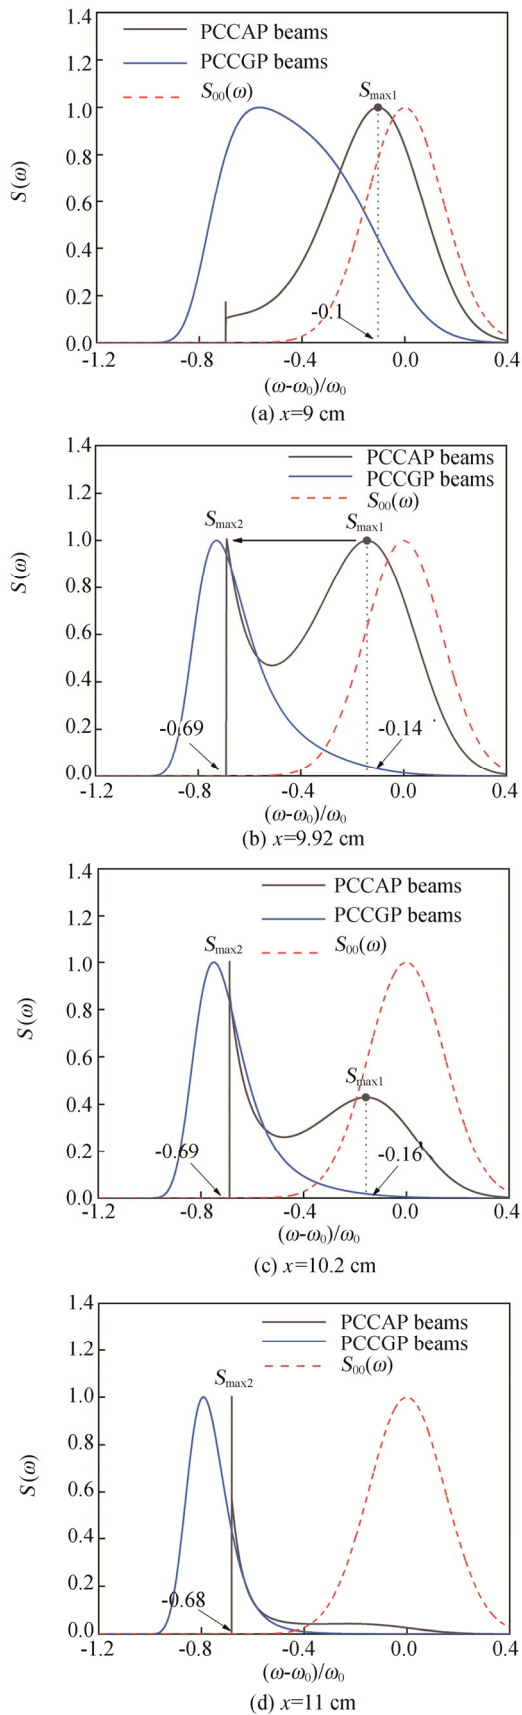 1.4
PCCAP beams
1.2
PCCGP beams
S00(ω)
Smax1
1.0
0.8
S(ω)
0.6
0.4
0.2
-0.1
0.0
-1.2 -0.8 -0.4 0.0 0.4
(ω-ω0)/ω0
(a) x=9 cm
1.4
PCCAP beams
1.2
PCCGP beams
S00(ω)
Smax2 Smax1
1.0
0.8
S(ω)
0.6
0.4
0.2
-0.69 -0.14
0.0
-1.2 -0.8 -0.4 0.0 0.4
(ω-ω0)/ω0
(b) x=9.92 cm
1.4
PCCAP beams
1.2
PCCGP beams
Smax2 S00(ω)
1.0
0.8
S(ω)
0.6
Smax1
0.4
0.2
-0.69 -0.16
0.0
-1.2 -0.8 -0.4 0.0 0.4
(ω-ω0)/ω0
(c) x=10.2 cm
1.4
PCCAP beams
PCCGP beams
1.2
S00(ω)
Smax2
1.0
0.8
S(ω)
0.6
0.4
0.2
-0.68
0.0
-1.2 -0.8 -0.4 0.0 0.4
(ω-ω0)/ω0
(d) x=11 cm